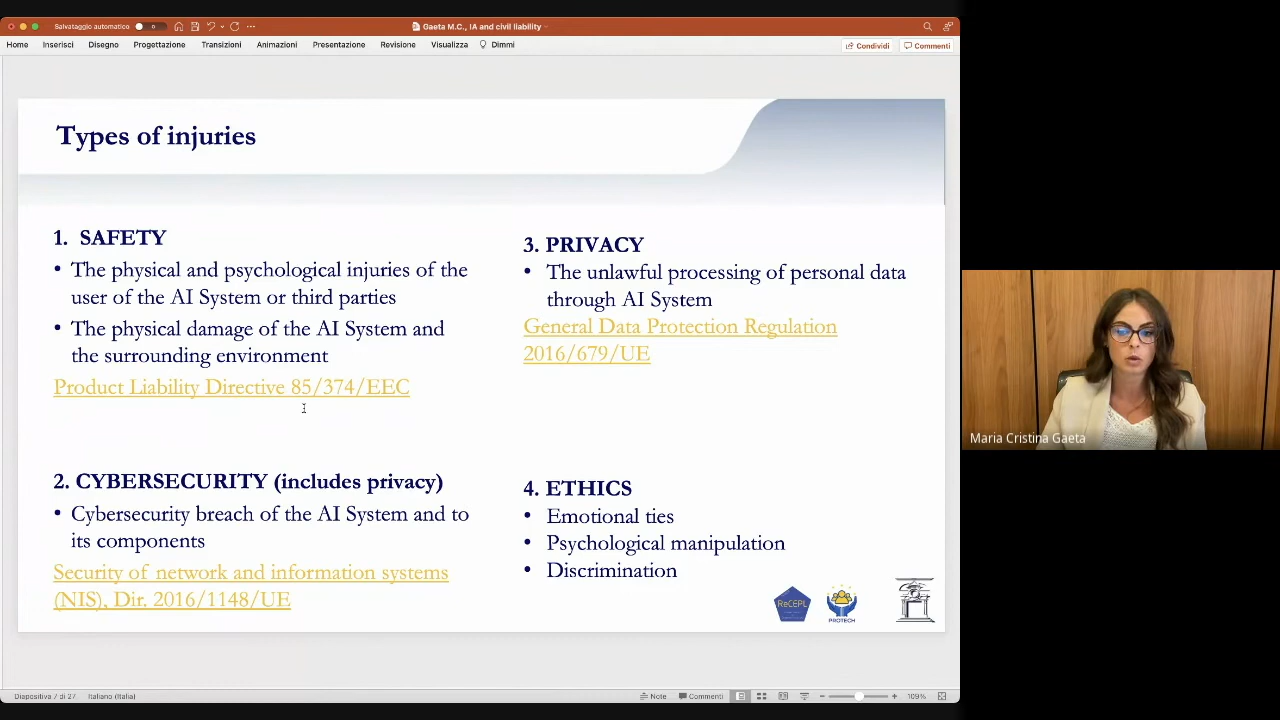 Salvataggio automatico
Gaeta M.C., IA and civil liability
Home Inserisci Disegno Progettazione Transizioni Animazioni Presentazione Revisione Visualizza Dimmi
Condividi Commenti
Types of injuries
1. SAFETY
• The physical and psychological injuries of the
user of the AI System or third parties
• The physical damage of the AI System and
the surrounding environment
Product Liability Directive 85/374/EEC
2. CYBERSECURITY (includes privacy)
• Cybersecurity breach of the AI System and to
its components
Security of network and information systems
(NIS), Dir. 2016/1148/UE
3. PRIVACY
• The unlawful processing of personal data
through AI System
General Data Protection Regulation
2016/679/UE
4. ETHICS
• Emotional ties
• Psychological manipulation
• Discrimination
ReCEPL
PROTECH
Maria Cristina Gaeta
Diapositiva 7 di 27 Italiano (Italia)
Note Commenti 109%